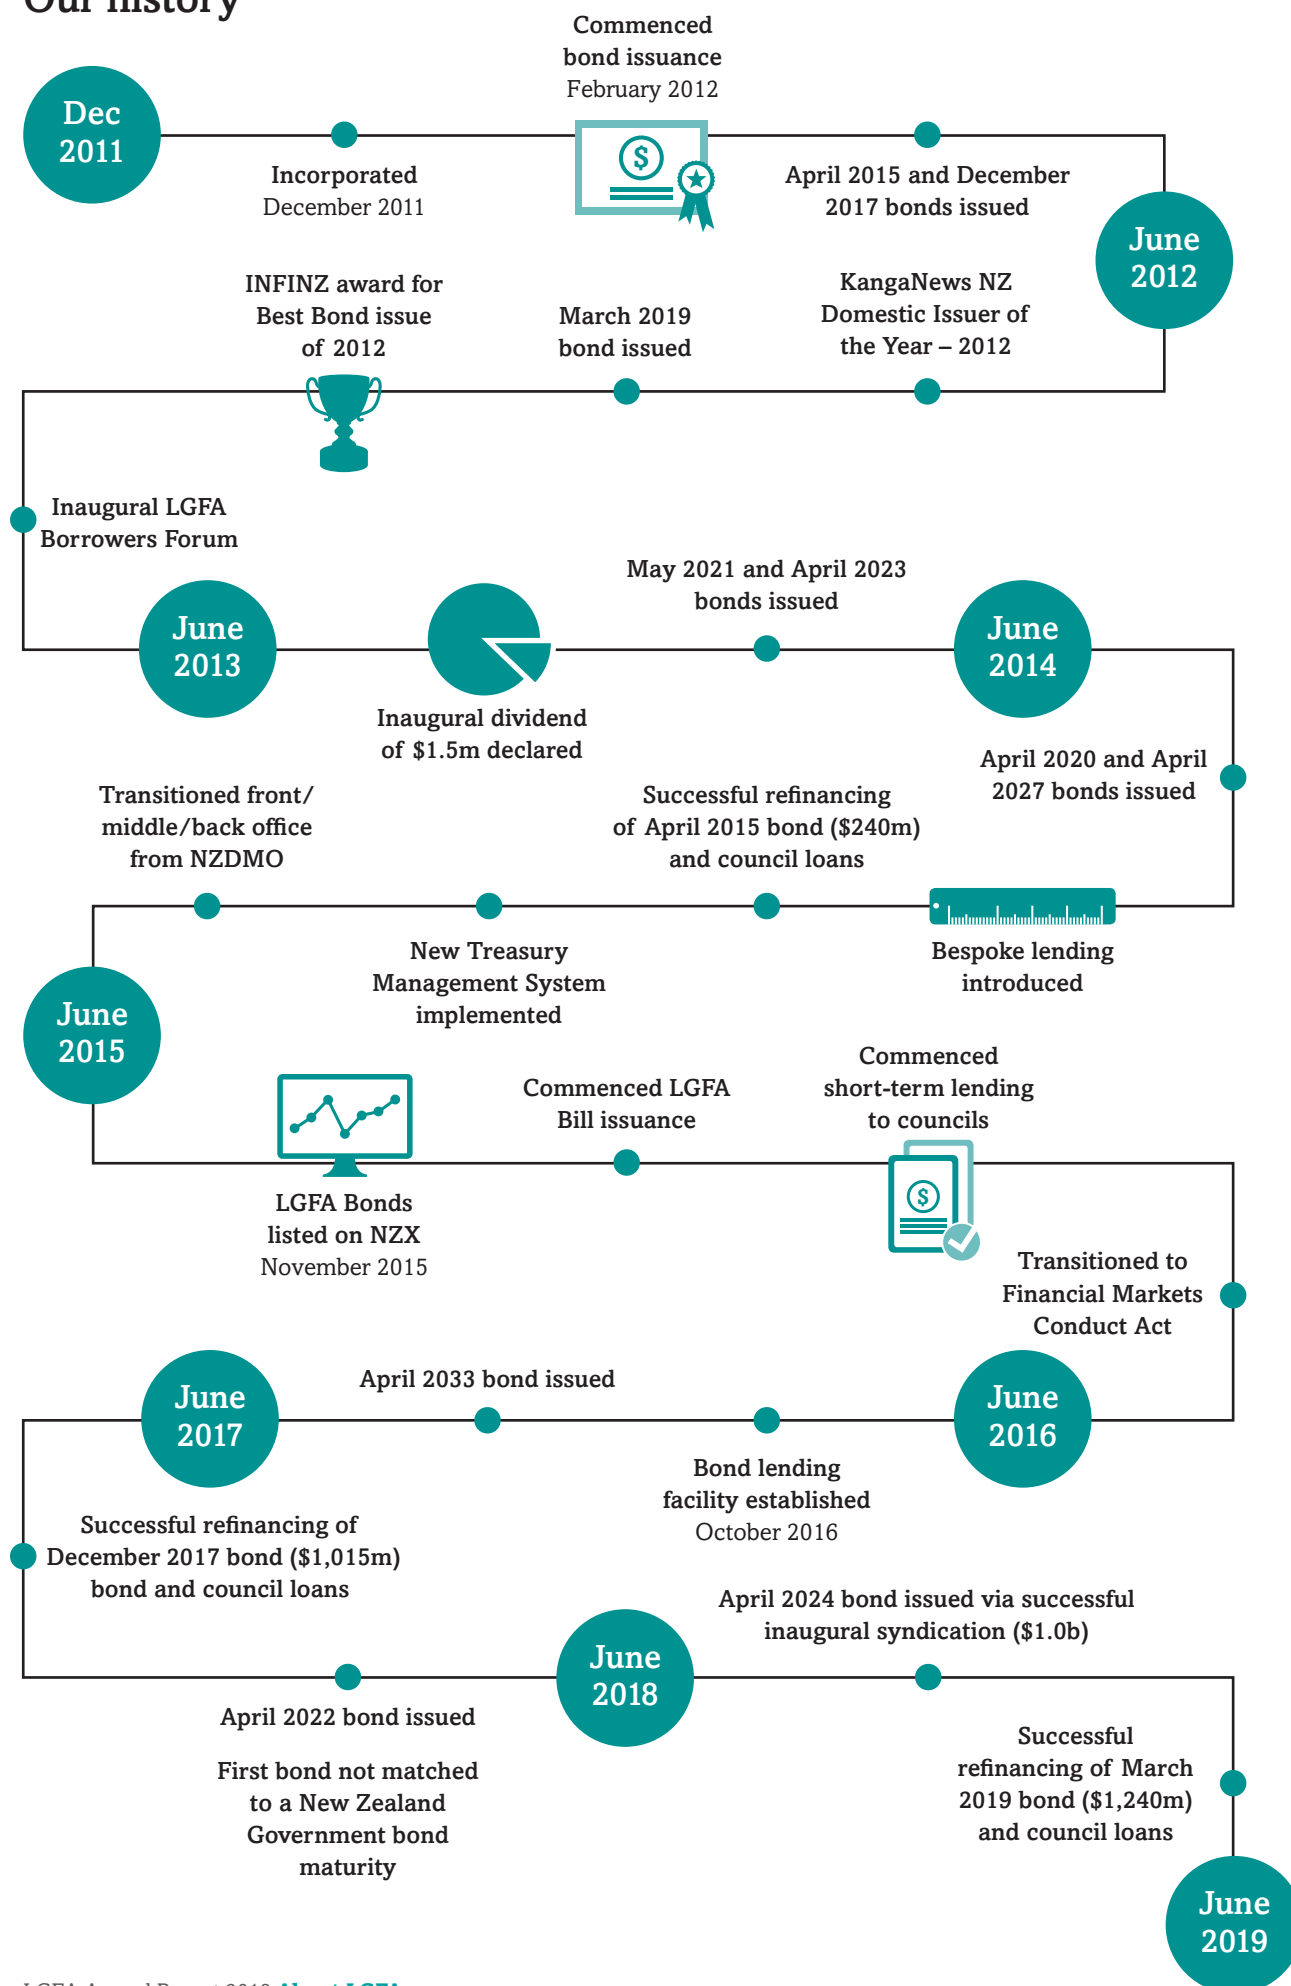 Our history
Commenced
bond issuance
February 2012
Dec
2011
$
Incorporated
December 2011
April 2015 and December
2017 bonds issued
June
2012
KangaNews NZ
Domestic Issuer of
the Year – 2012
March 2019
bond issued
INFINZ award for
Best Bond issue
of 2012
Inaugural LGFA
Borrowers Forum
June
2013
Inaugural dividend
of $1.5m declared
May 2021 and April 2023
bonds issued
June
2014
April 2020 and April
2027 bonds issued
Bespoke lending
introduced
Successful refinancing
of April 2015 bond ($240m)
and council loans
New Treasury
Management System
implemented
Transitioned front/
middle/back office
from NZDMO
June
2015
LGFA Bonds
listed on NZX
November 2015
Commenced LGFA
Bill issuance
Commenced
short-term lending
to councils
$
Transitioned to
Financial Markets
Conduct Act
June
2016
Bond lending
facility established
October 2016
April 2033 bond issued
June
2017
Successful refinancing of
December 2017 bond ($1,015m)
bond and council loans
April 2022 bond issued
First bond not matched
to a New Zealand
Government bond
maturity
June
2018
April 2024 bond issued via successful
inaugural syndication ($1.0b)
Successful
refinancing of March
2019 bond ($1,240m)
and council loans
June
2019